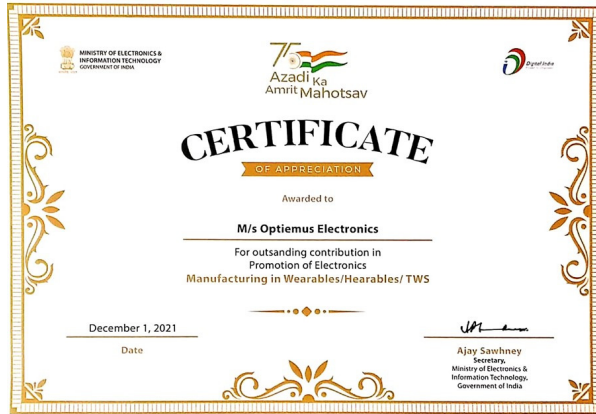 MINISTRY OF ELECTRONICS &
INFORMATION TECHNOLOGY
GOVERNMENT OF INDIA
75
Azadi Ka
Amrit Mahotsav
Digital India
CERTIFICATE
OF APPRECIATION
Awarded to
M/s Optiemus Electronics
For outsanding contribution in
Promotion of Electronics
Manufacturing in Wearables/Hearables/ TWS
December 1, 2021
Date
Ajay Sawhney
Secretary,
Ministry of Electronics &
Information Technology,
Government of India